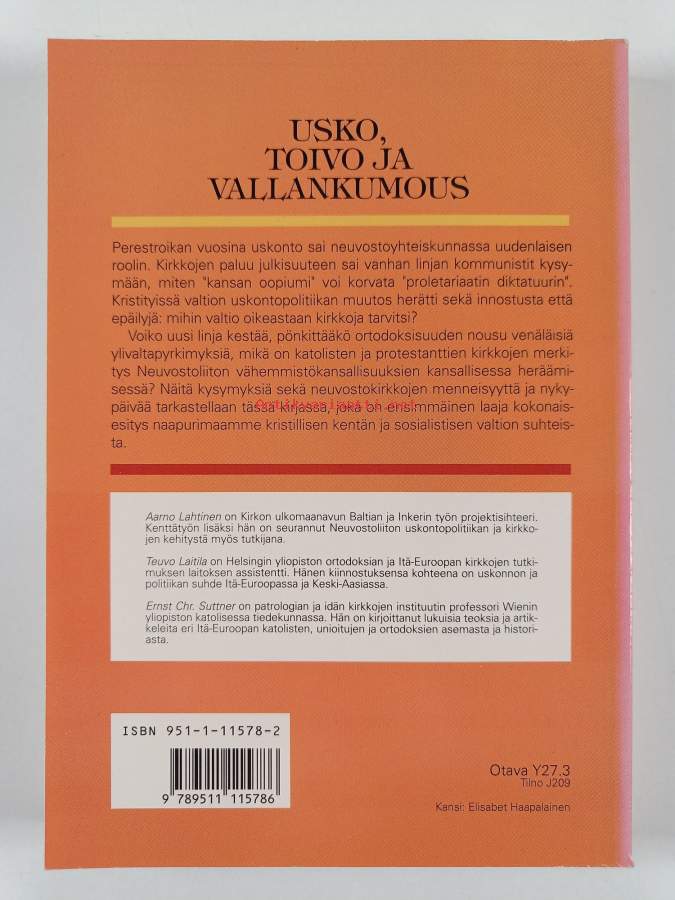 USKO,
TOIVO JA
VALLANKUMOUS
Perestroikan vuosina uskonto sai neuvostoyhteiskunnassa uudenlaisen
roolin. Kirkkojen paluu julkisuuteen sai vanhan linjan kommunistit kysy-
mään, miten "kansan oopiumi" voi korvata "proletariaatin diktatuurin".
Kristityissä valtion uskontopolitiikan muutos herätti sekä innostusta että
epäilyjä: mihin valtio oikeastaan kirkkoja tarvitsi?
Voiko uusi linja kestää, pönkittääkö ortodoksisuuden nousu venäläisiä
ylivaltapyrkimyksiä, mikä on katolisten ja protestanttien kirkkojen merki-
tys Neuvostoliiton vähemmistökansallisuuksien kansallisessa heräämi-
sessä? Näitä kysymyksiä sekä neuvostokirkkojen menneisyyttä ja nyky-
päivää tarkastellaan tässä kirjassa, joka on ensimmäinen laaja kokonais-
esitys naapurimaamme kristillisen kentän ja sosialistisen valtion suhteis-
ta.
Antikvariaatti.net
Aarno Lahtinen on Kirkon ulkomaanavun Baltian ja Inkerin työn projektisihteeri.
Kenttätyön lisäksi hän on seurannut Neuvostoliiton uskontopolitiikan ja kirkko-
jen kehitystä myös tutkijana.
Teuvo Laitila on Helsingin yliopiston ortodoksian ja Itä-Euroopan kirkkojen tutki-
muksen laitoksen assistentti. Hänen kiinnostuksensa kohteena on uskonnon ja
politiikan suhde Itä-Euroopassa ja Keski-Aasiassa.
Ernst Chr. Suttner on patrologian ja idän kirkkojen instituutin professori Wienin
yliopiston katolisessa tiedekunnassa. Hän on kirjoittanut lukuisia teoksia ja artik-
keleita eri Itä-Euroopan katolisten, unioitujen ja ortodoksien asemasta ja histori-
asta.
ISBN 951-1-11578-2
9 789511 115786
Otava Y27.3
Tilno J209
Kansi: Elisabet Haapalainen